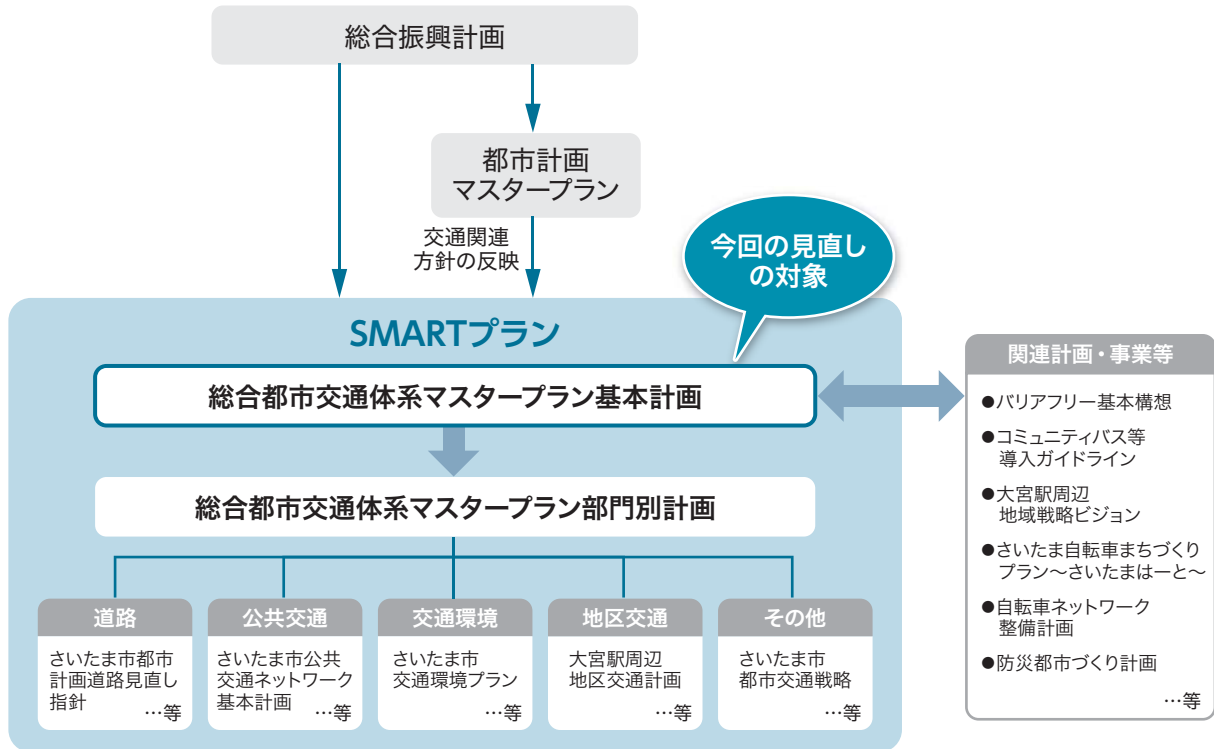 総合振興計画
都市計画
マスタープラン
交通関連
方針の反映
今回の見直し
の対象
SMARTプラン
総合都市交通体系マスタープラン基本計画
総合都市交通体系マスタープラン部門別計画
道路
さいたま市都市
計画道路見直し
指針
…等
公共交通
さいたま市公共
交通ネットワーク
基本計画
…等
交通環境
さいたま市
交通環境プラン
…等
地区交通
大宮駅周辺
地区交通計画
…等
その他
さいたま市
都市交通戦略
…等
関連計画・事業等
●バリアフリー基本構想
●コミュニティバス等
導入ガイドライン
●大宮駅周辺
地域戦略ビジョン
●さいたま自転車まちづくり
プラン～さいたまはーと～
●自転車ネットワーク
整備計画
●防災都市づくり計画
…等